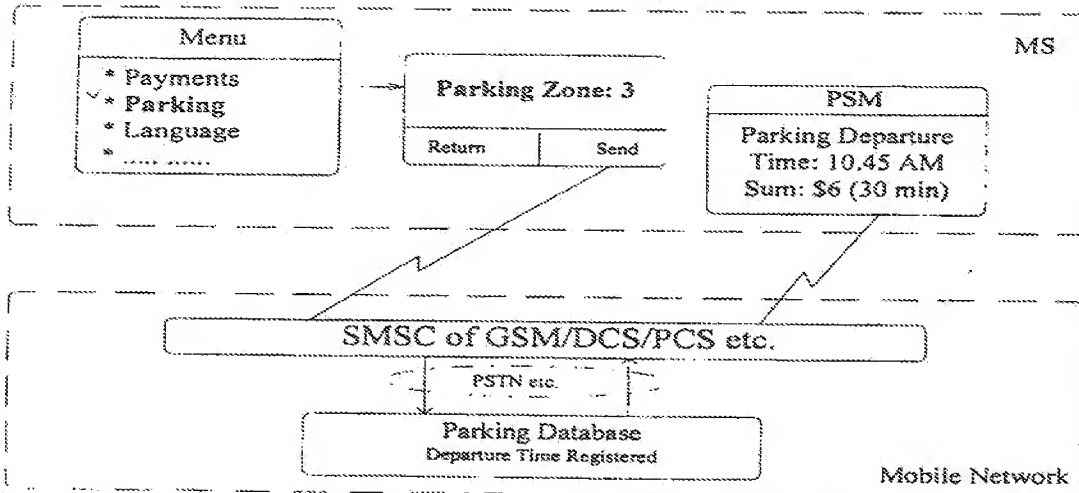 Menu
* Payments
* Parking
* Language
* ..... .......
Parking Zone: 3
Return
Send
MS
PSM
Parking Departure
Time: 10.45 AM
Sum: $6 (30 min)
SMSC of GSM/DCS/PCS etc.
PSTN etc.
Parking Database
Departure Time Registered
Mobile Network